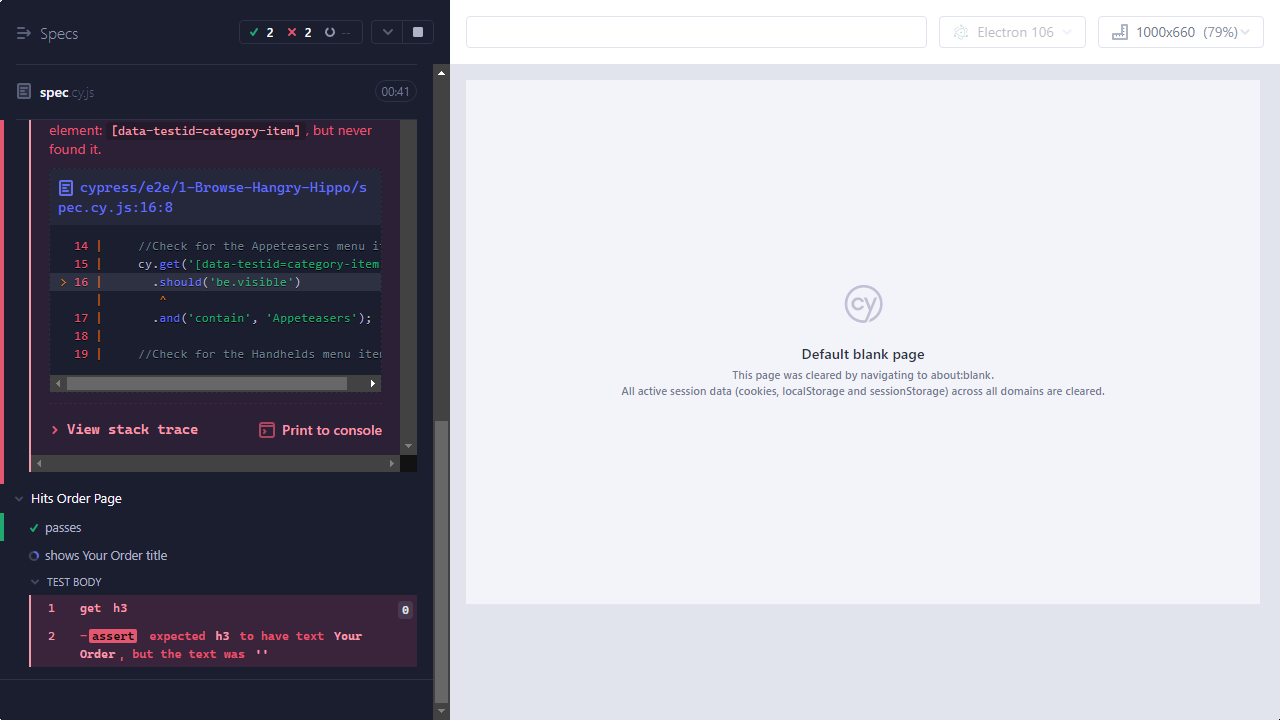 Specs
2
2
--
spec.cy.js
00:41
element: [data-testid=category-item], but never
found it.
cypress/e2e/1-Browse-Hangry-Hippo/s
pec.cy.js:16:8
14 | //Check for the Appeteasers menu i
15 | cy.get('[data-testid=category-item
> 16 | .should('be.visible')
| ^
17 | .and('contain', 'Appeteasers');
18 |
19 | //Check for the Handhelds menu item
View stack trace
Print to console
Hits Order Page
passes
shows Your Order title
TEST BODY
1 get h3 0
2 -assert expected h3 to have text Your
Order, but the text was ''
Electron 106
1000x660 (79%)
cy
Default blank page
This page was cleared by navigating to about:blank.
All active session data (cookies, localStorage and sessionStorage) across all domains are cleared.